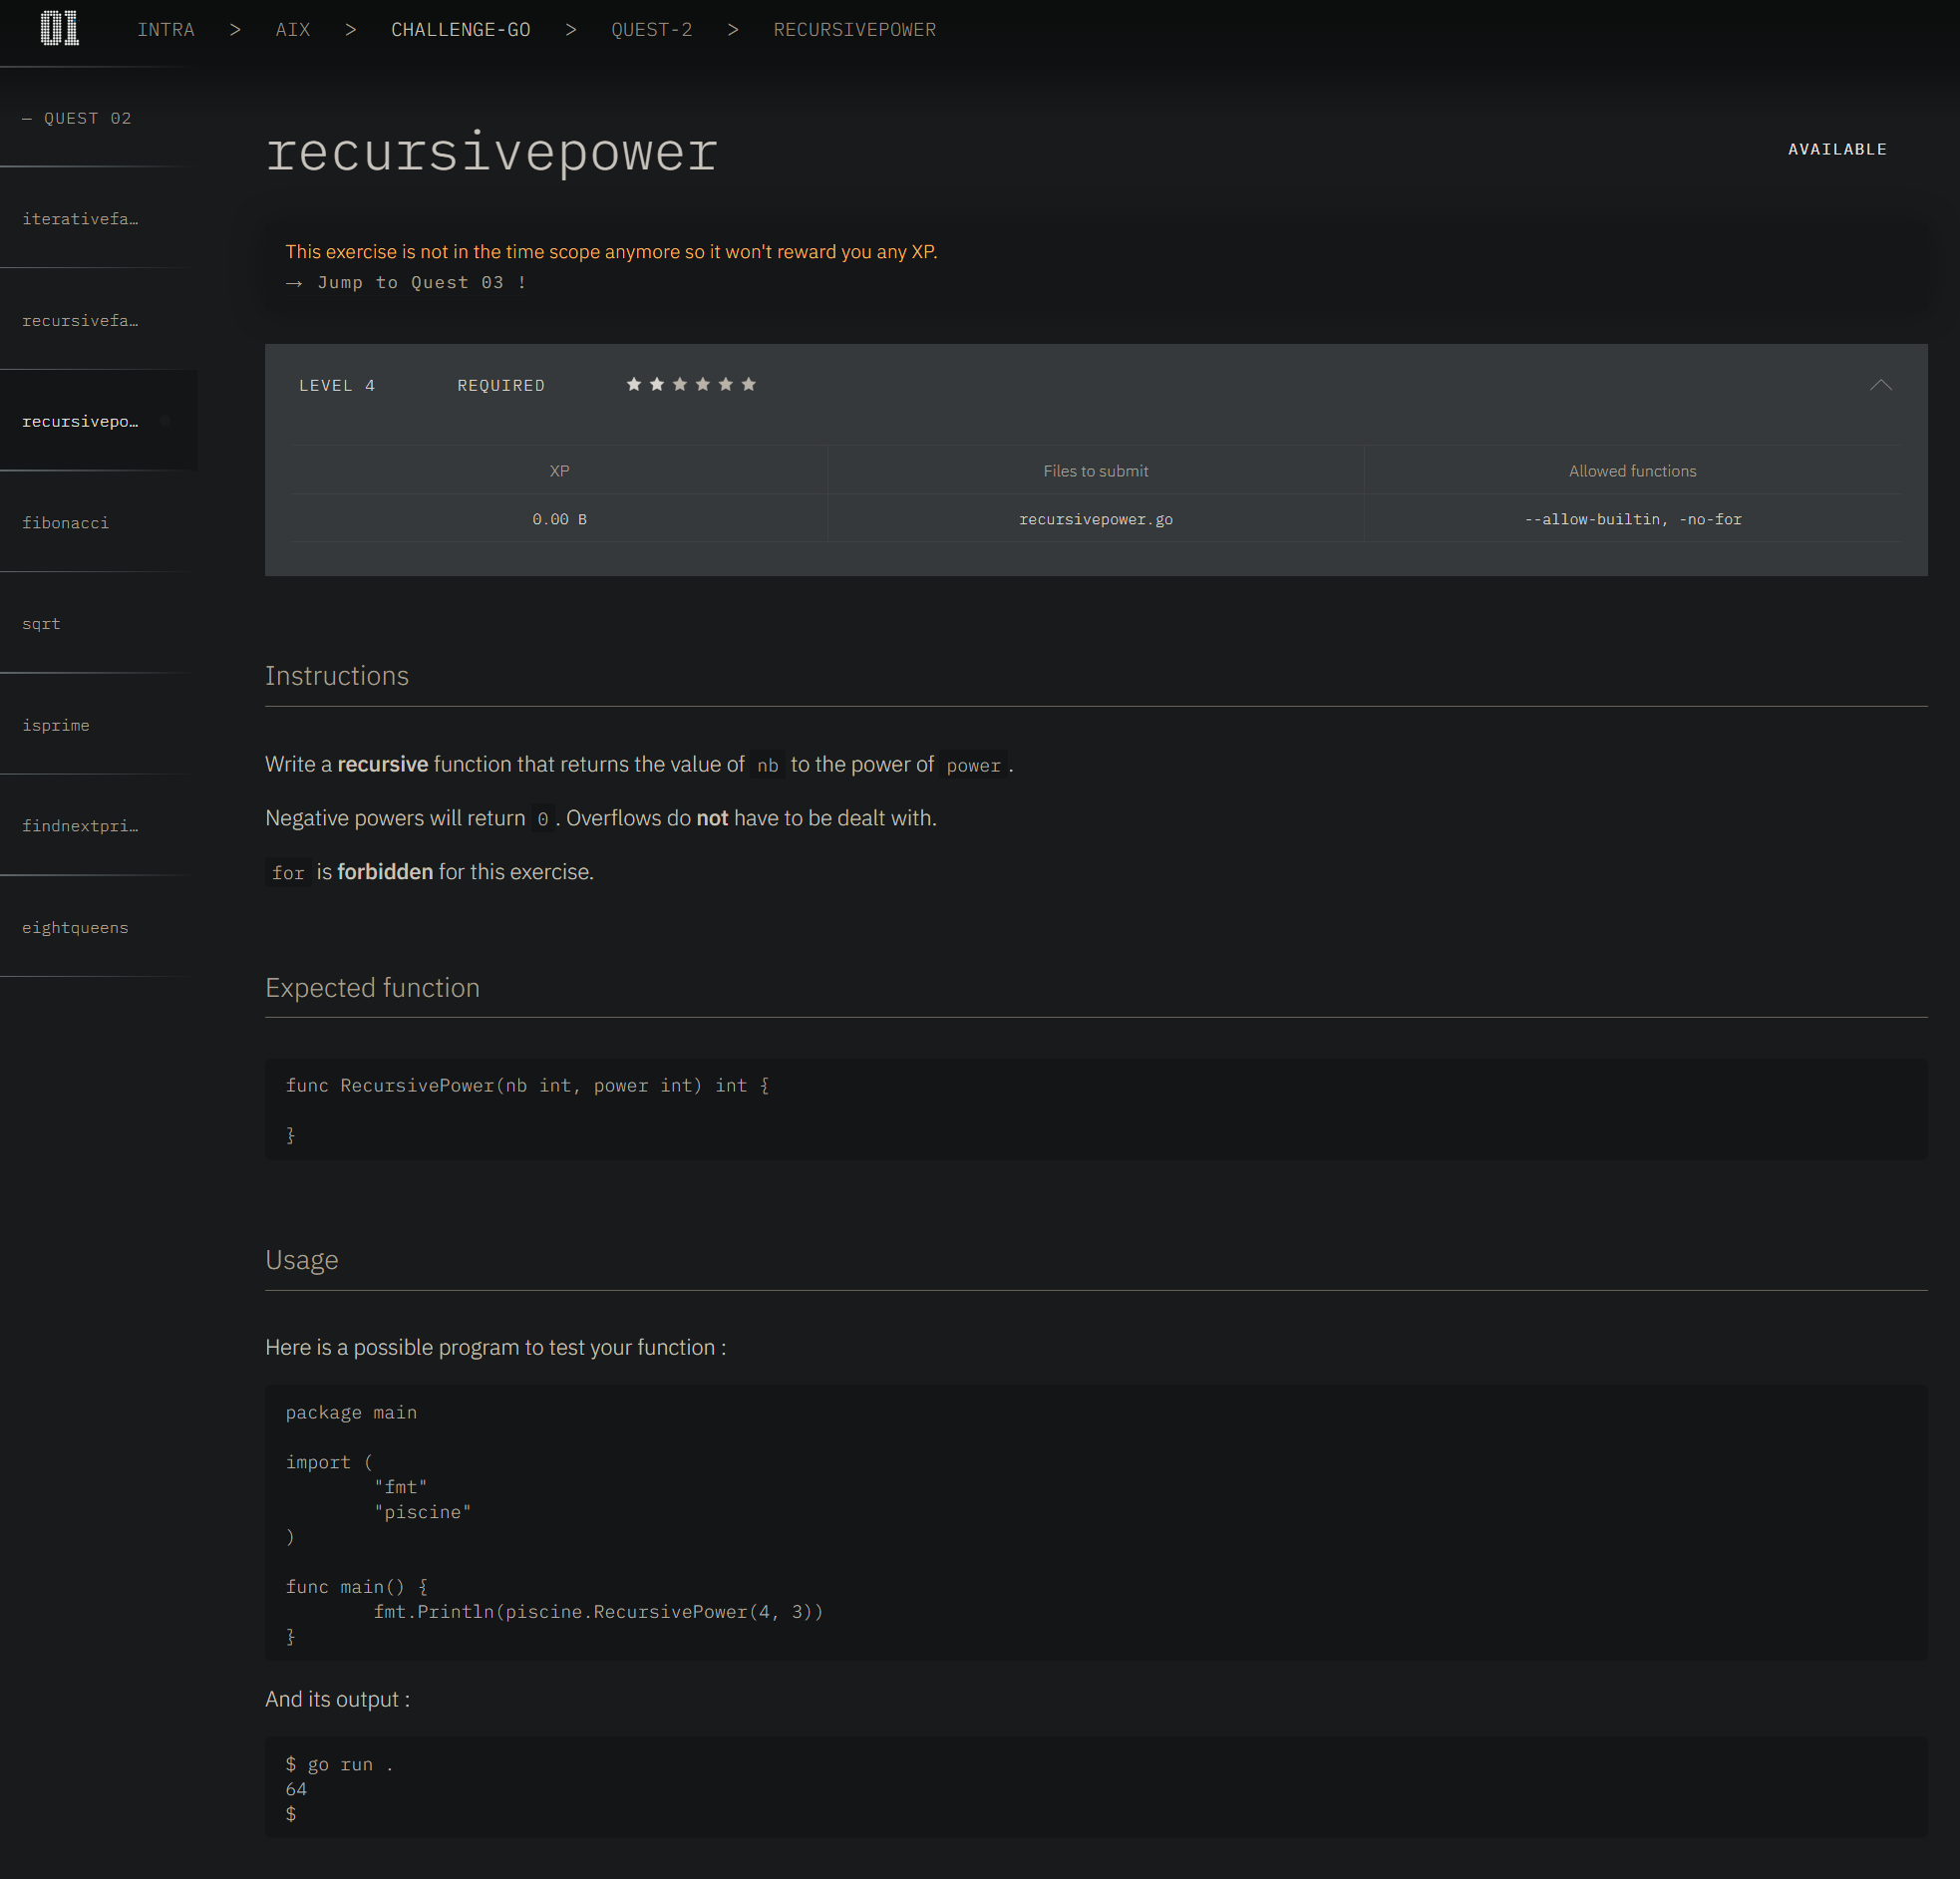 01 INTRA > AIX > CHALLENGE-GO > QUEST-2 > RECURSIVEPOWER
— QUEST 02
iterativefa…
recursivefa…
recursivepo…
fibonacci
sqrt
isprime
findnextpri…
eightqueens
recursivepower
AVAILABLE
This exercise is not in the time scope anymore so it won't reward you any XP.
→ Jump to Quest 03 !
LEVEL 4 REQUIRED ★★★★★★
XP Files to submit Allowed functions
0.00 B recursivepower.go --allow-builtin, -no-for
Instructions
Write a recursive function that returns the value of nb to the power of power .
Negative powers will return 0 . Overflows do not have to be dealt with.
for is forbidden for this exercise.
Expected function
func RecursivePower(nb int, power int) int {
}
Usage
Here is a possible program to test your function :
package main
import (
"fmt"
"piscine"
)
func main() {
fmt.Println(piscine.RecursivePower(4, 3))
}
And its output :
$ go run .
64
$